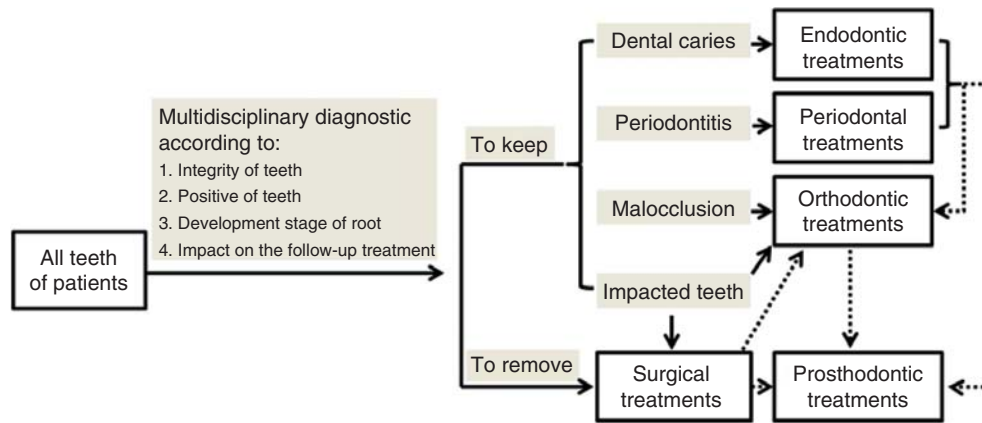 All teeth
of patients
Multidisciplinary diagnostic
according to:
1. Integrity of teeth
2. Positive of teeth
3. Development stage of root
4. Impact on the follow-up treatment
To keep
To remove
Dental caries
Endodontic
treatments
Periodontitis
Periodontal
treatments
Malocclusion
Orthodontic
treatments
Impacted teeth
Surgical
treatments
Prosthodontic
treatments